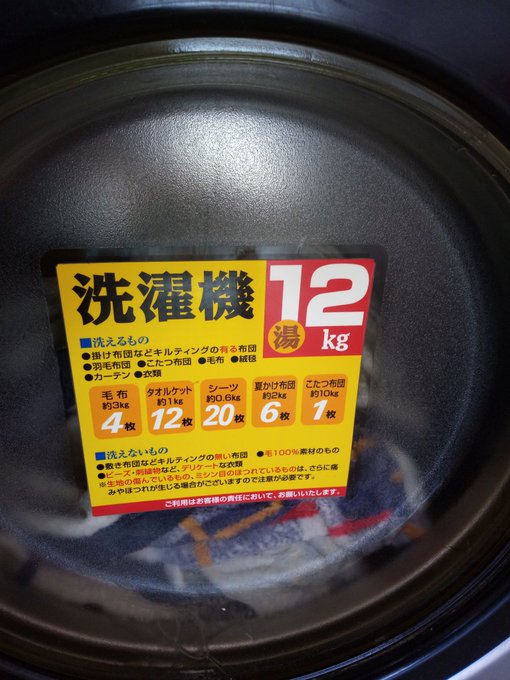 洗濯機
12
湯
kg
■洗えるもの
●掛け布団などキルティングの有る布団
●羽毛布団 ●こたつ布団 ●毛布 ●絨毯
●カーテン ●衣類
毛布
約3kg
4枚
タオルケット
約1kg
12枚
シーツ
約0.6kg
20枚
夏かけ布団
約2kg
6枚
こたつ布団
約10kg
1枚
■洗えないもの
●敷き布団などキルティングの無い布団 ●毛100%素材のもの
●ビーズ・刺繍物など、デリケートな衣類
※生地の傷んでいるもの、ミシン目のほつれているものは、さらに痛
みやほつれが生じる場合がございますので注意が必要です。
ご利用はお客様の責任において、お願いいたします。